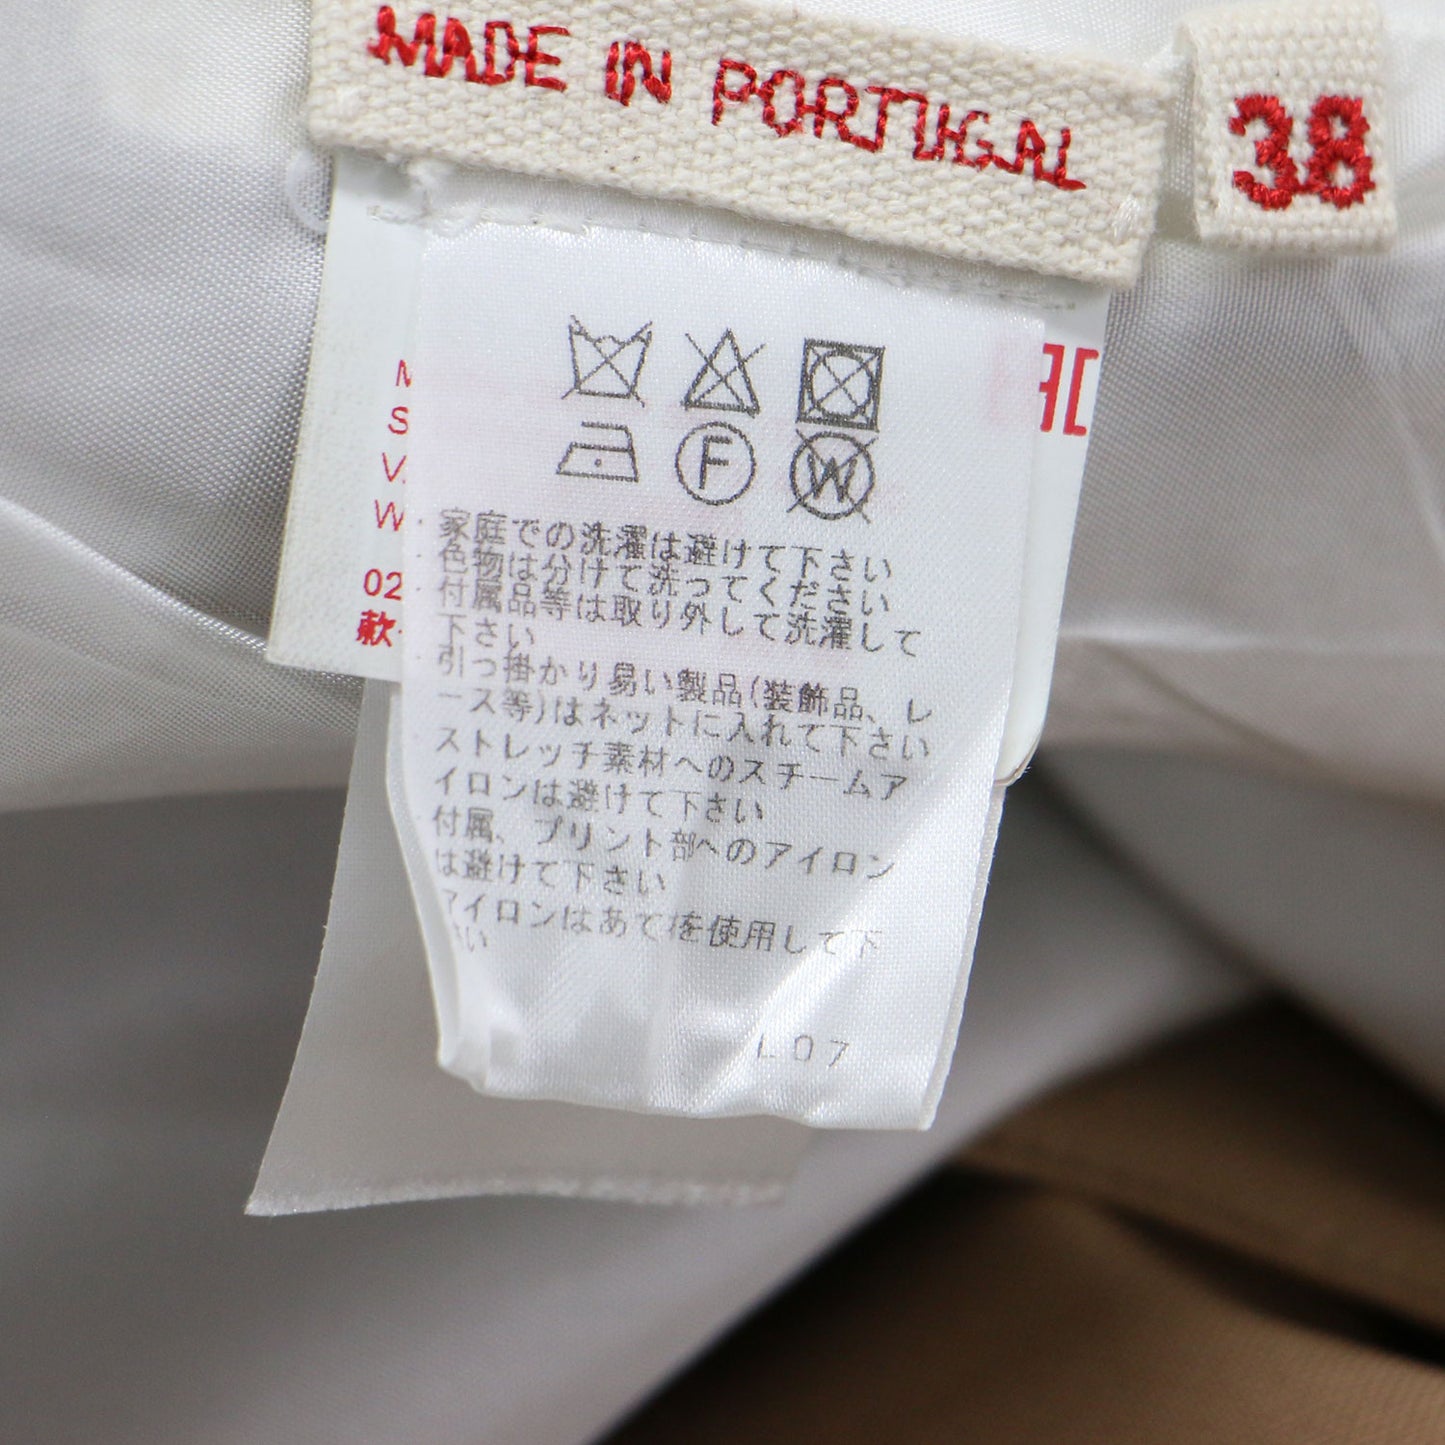 MADE IN PORTUGAL
38
02
款
F
W
家庭での洗濯は避けて下さい
色物は分けて洗ってください
付属品等は取り外して洗濯して
下さい
引っ掛かり易い製品(装飾品、レ
ース等)はネットに入れて下さい
ストレッチ素材へのスチームア
イロンは避けて下さい
付属、プリント部へのアイロン
は避けて下さい
アイロンはあて布を使用して下
さい
L07